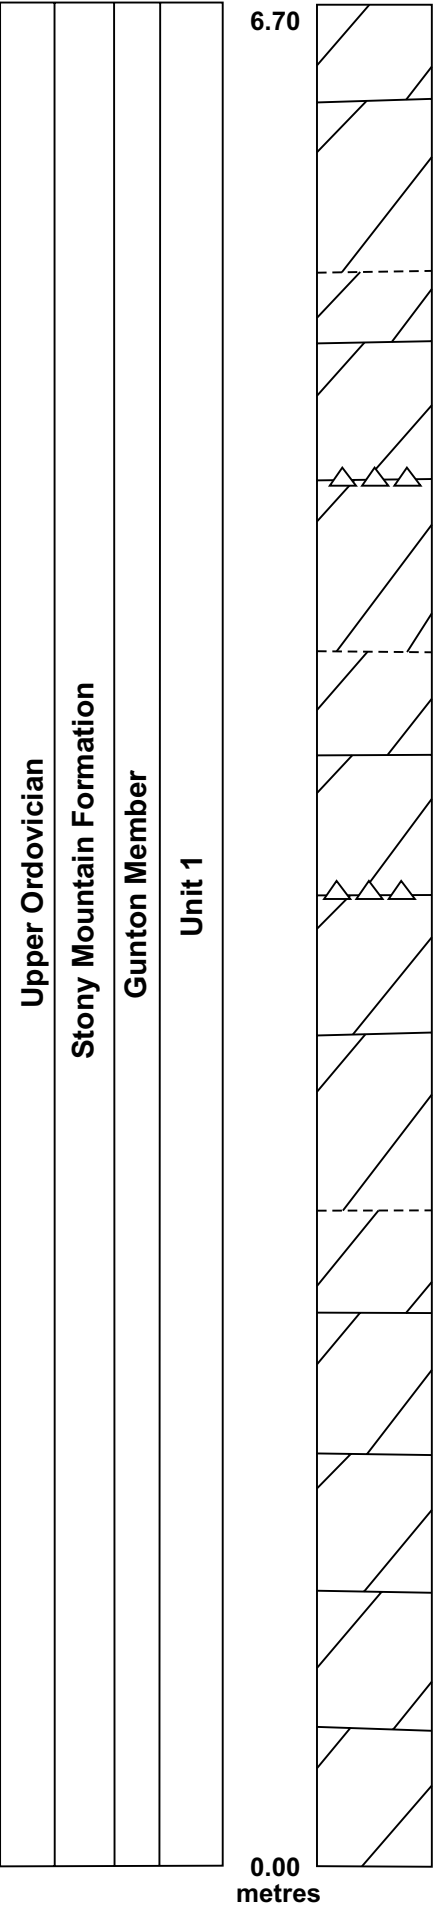 6.70
Upper Ordovician
Stony Mountain Formation
Gunton Member
Unit 1
0.00
metres